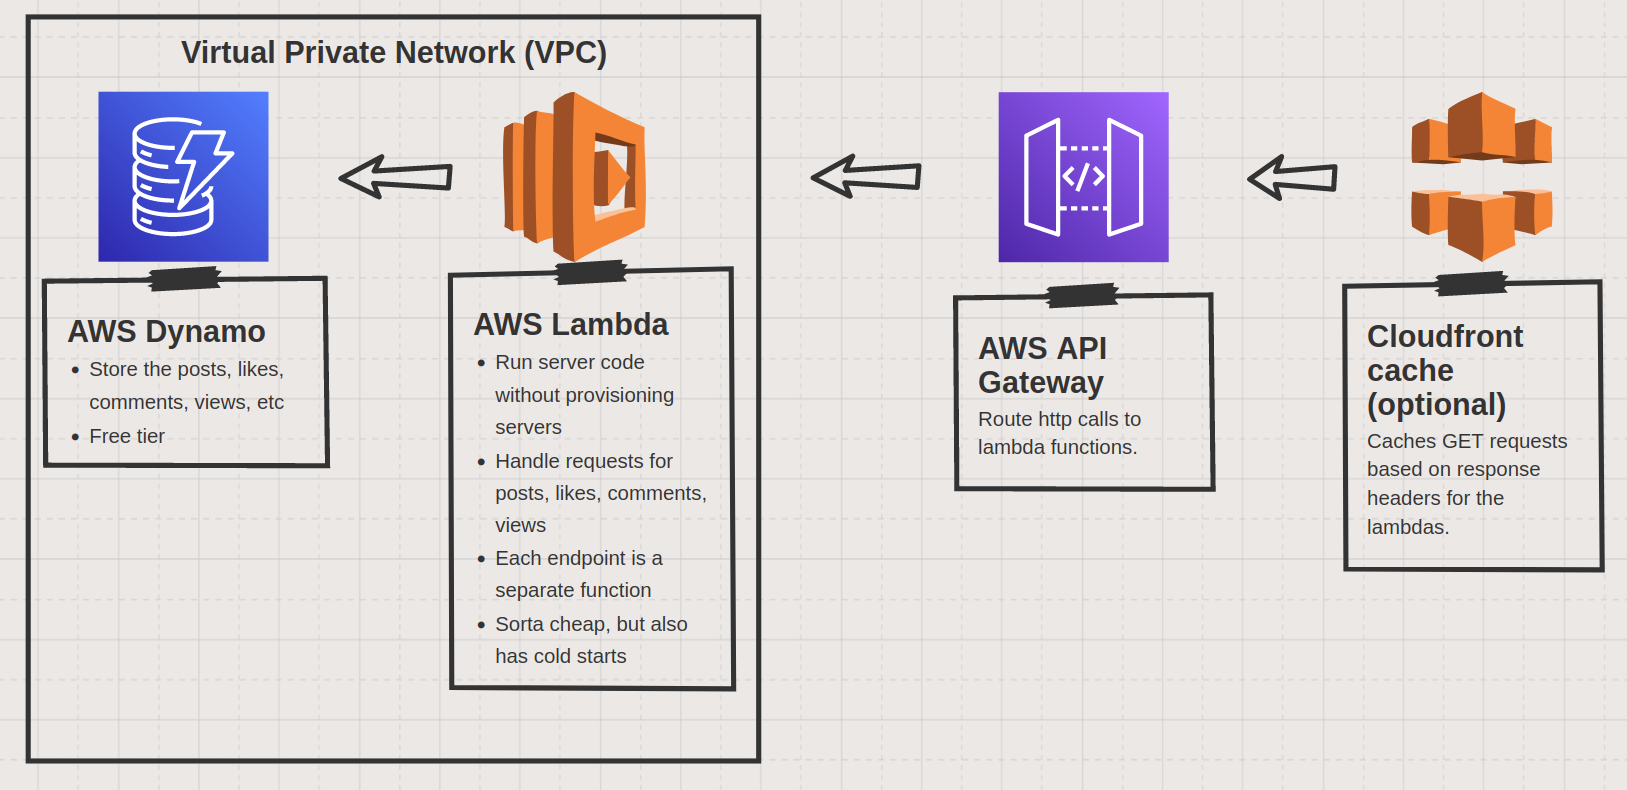 Virtual Private Network (VPC)
AWS Dynamo
• Store the posts, likes,
comments, views, etc
• Free tier
AWS Lambda
• Run server code
without provisioning
servers
• Handle requests for
posts, likes, comments,
views
• Each endpoint is a
separate function
• Sorta cheap, but also
has cold starts
</>
AWS API
Gateway
Route http calls to
lambda functions.
Cloudfront
cache
(optional)
Caches GET requests
based on response
headers for the
lambdas.